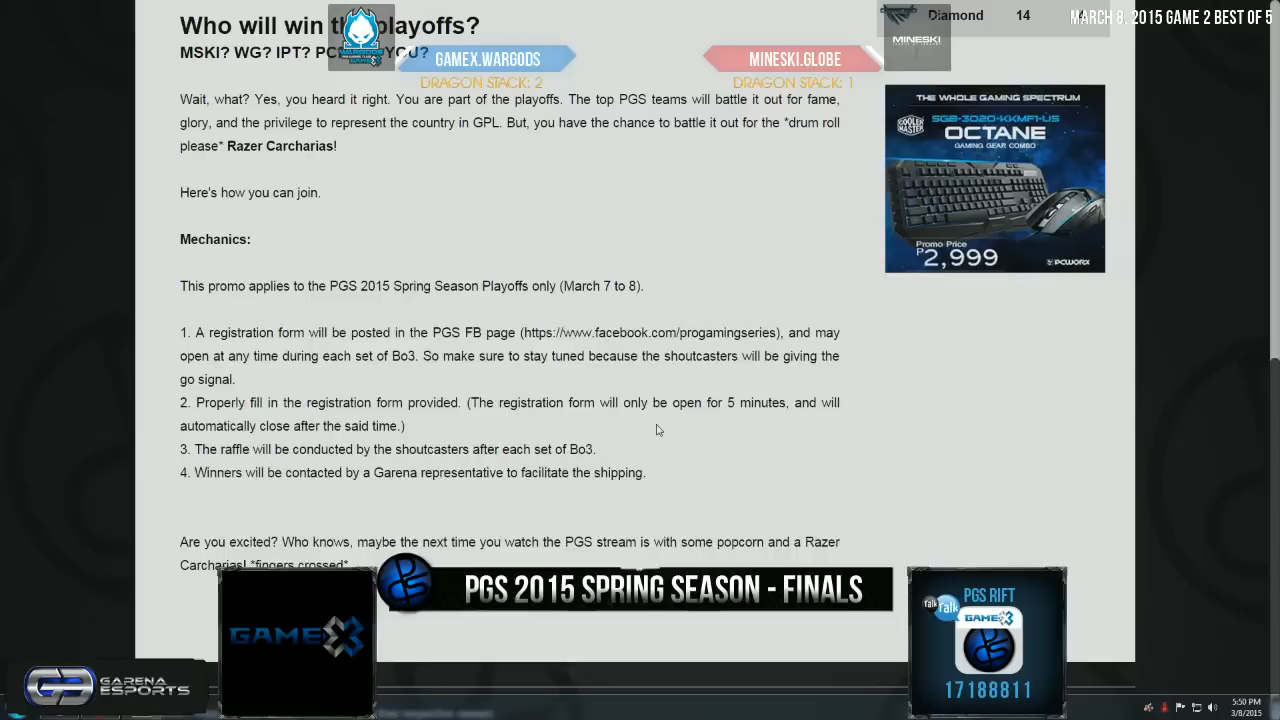 Who will win the playoffs?
MSKI? WG? IPT? PCW? YOU?
GAMEX.WARGODS
DRAGON STACK: 2
MINESKI.GLOBE
DRAGON STACK: 1
WARGODS
MINESKI
Diamond 14
MARCH 8, 2015 GAME 2 BEST OF 5
Wait, what? Yes, you heard it right. You are part of the playoffs. The top PGS teams will battle it out for fame,
glory, and the privilege to represent the country in GPL. But, you have the chance to battle it out for the *drum roll
please* Razer Carcharias!
Here's how you can join.
Mechanics:
This promo applies to the PGS 2015 Spring Season Playoffs only (March 7 to 8).
1. A registration form will be posted in the PGS FB page (https://www.facebook.com/progamingseries), and may
open at any time during each set of Bo3. So make sure to stay tuned because the shoutcasters will be giving the
go signal.
2. Properly fill in the registration form provided. (The registration form will only be open for 5 minutes, and will
automatically close after the said time.)
3. The raffle will be conducted by the shoutcasters after each set of Bo3.
4. Winners will be contacted by a Garena representative to facilitate the shipping.
Are you excited? Who knows, maybe the next time you watch the PGS stream is with some popcorn and a Razer
Carcharias! *fingers crossed*
THE WHOLE GAMING SPECTRUM
COOLER MASTER
SGB-3020-KKMF1-US
OCTANE
GAMING GEAR COMBO
Promo Price
₱2,999
PCWORX
PGS 2015 SPRING SEASON - FINALS
GAMEX
PGS RIFT
talk talk
GAMEX
17188811
GARENA
ESPORTS
5:50 PM
3/8/2015